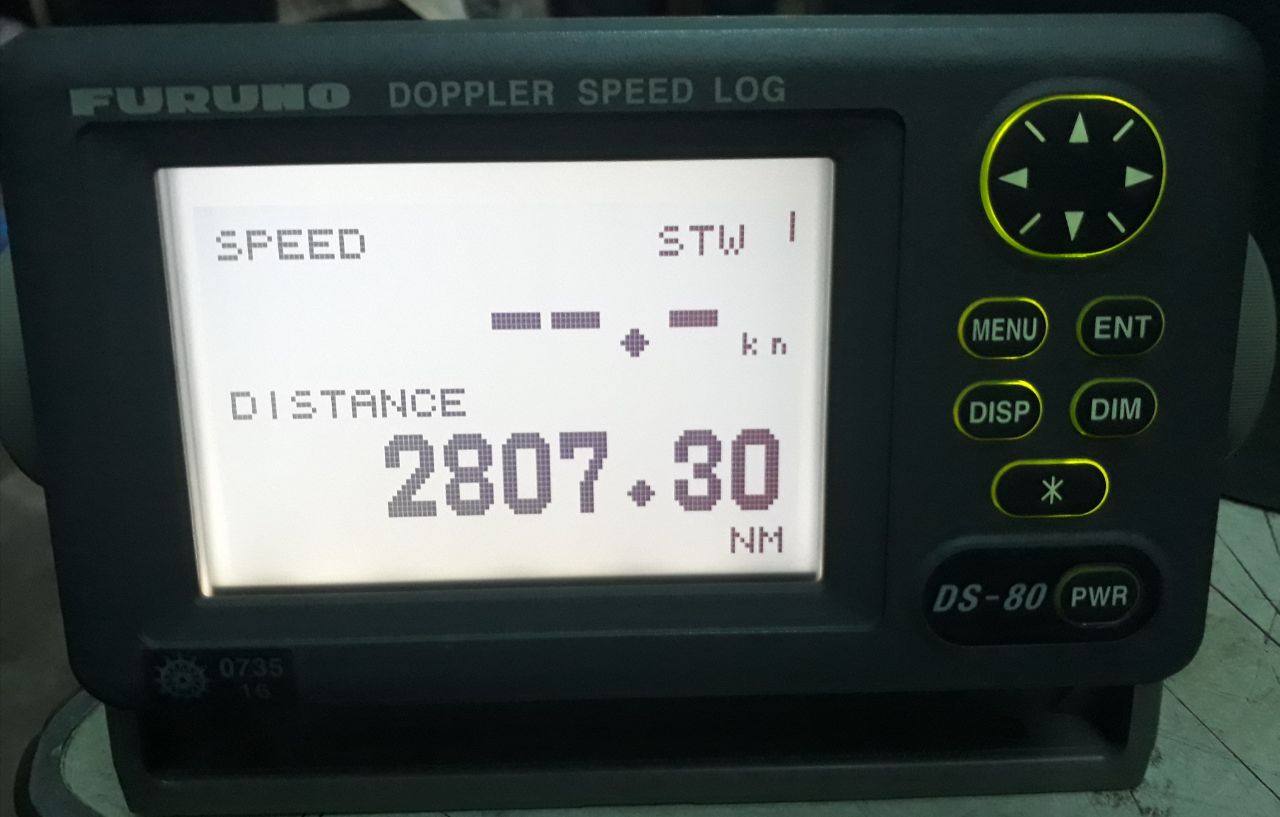 FURUNO DOPPLER SPEED LOG
SPEED STW
--.- kn
DISTANCE
2807.30
NM
MENU ENT
DISP DIM
DS-80 PWR
0735
16